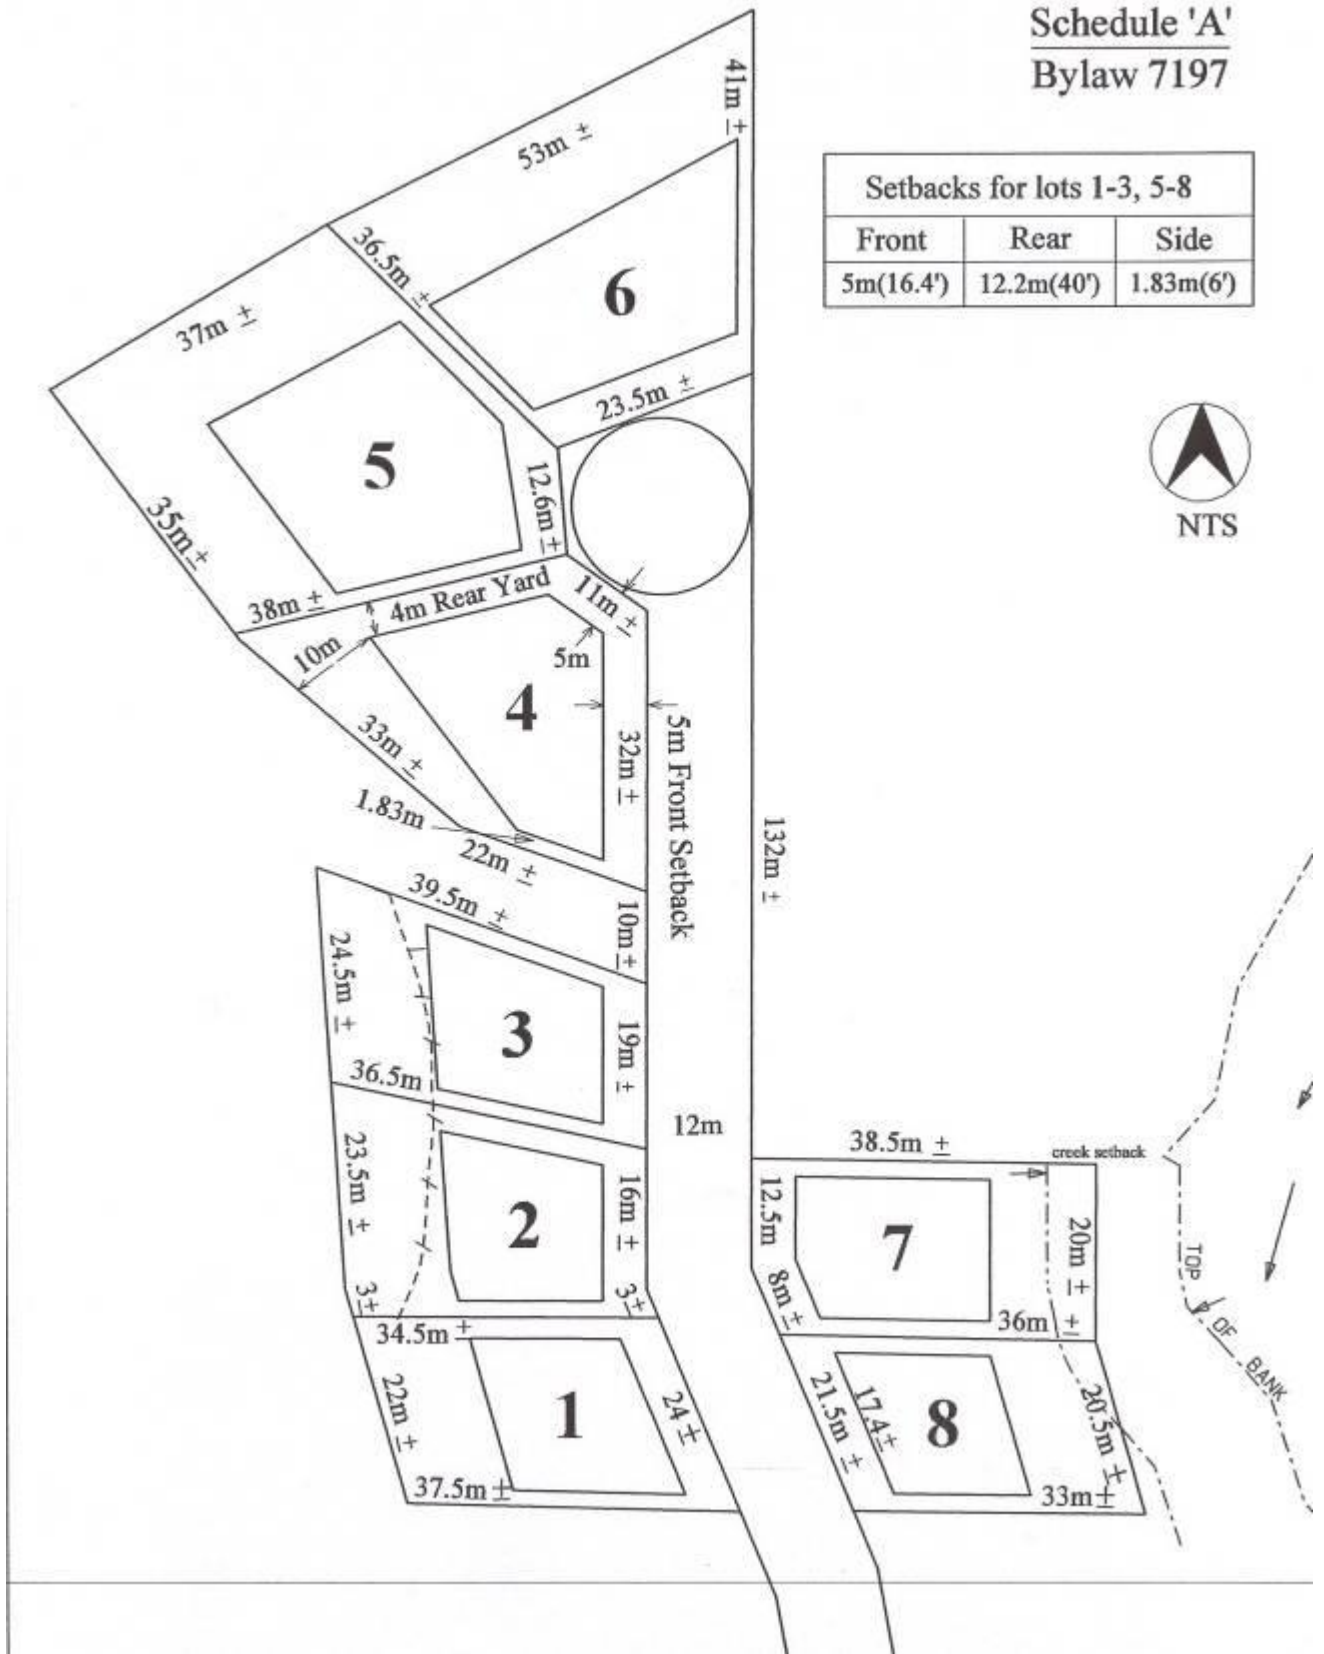 Schedule 'A'
Bylaw 7197
Setbacks for lots 1-3, 5-8
Front Rear Side
5m(16.4') 12.2m(40') 1.83m(6')
NTS
41m ±
53m ±
36.5m ±
6
37m ±
23.5m ±
5
12.6m ±
35m ±
38m ±
4m Rear Yard
11m ±
10m
5m
4
33m ±
32m ±
5m Front Setback
1.83m
22m ±
132m ±
39.5m ±
10m ±
24.5m ±
3
19m ±
36.5m
12m
38.5m ±
creek setback
23.5m ±
2
16m ±
12.5m
7
20m ±
TOP
OF
BANK
3±
3±
8m ±
36m ±
34.5m +
22m ±
1
24 ±
21.5m ±
17.4±
8
20.5m ±
37.5m ±
33m ±